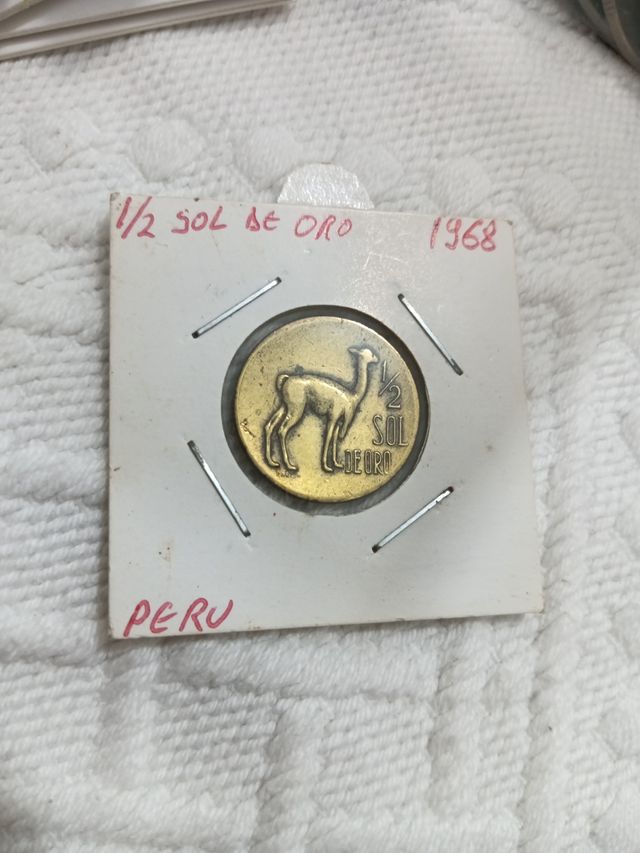 1/2 SOL DE ORO 1968
1/2
SOL
DE ORO
PERU